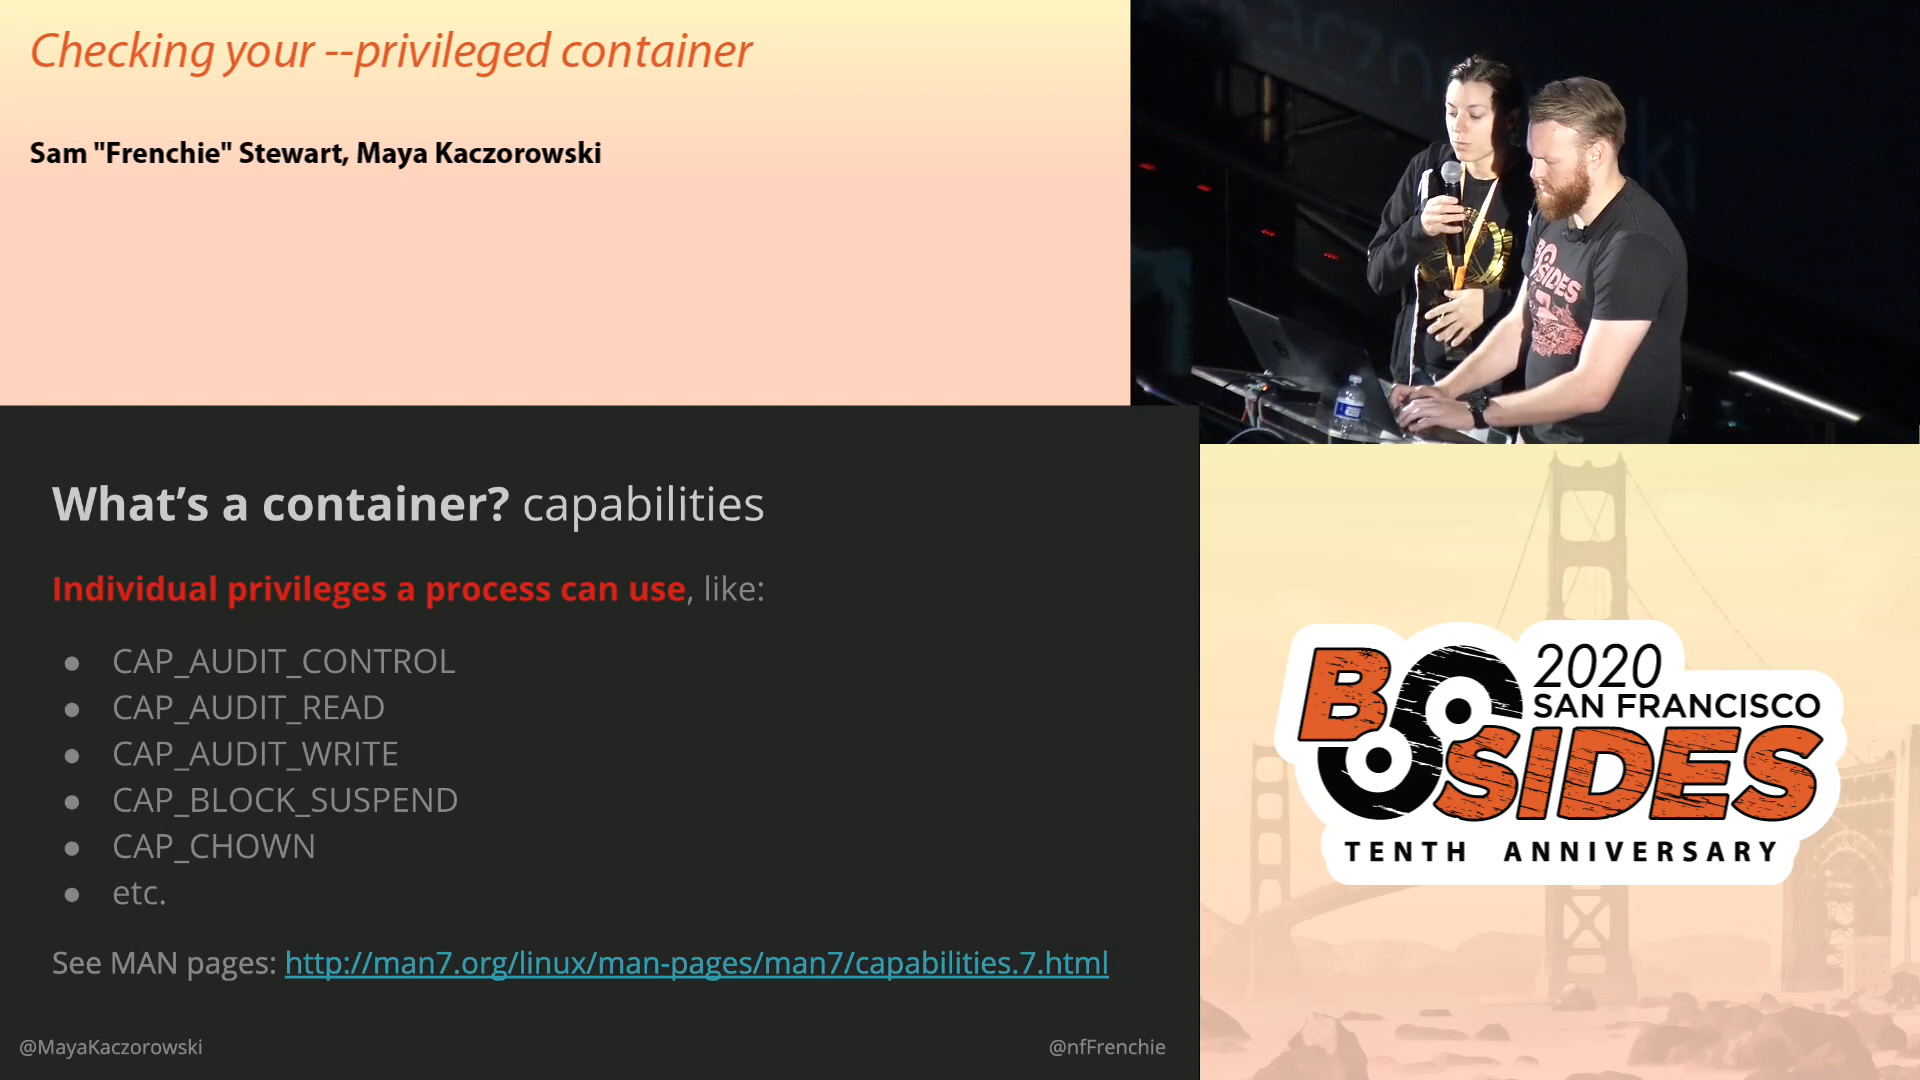 Checking your --privileged container
Sam "Frenchie" Stewart, Maya Kaczorowski
BSIDES
What's a container? capabilities
Individual privileges a process can use, like:
● CAP_AUDIT_CONTROL
● CAP_AUDIT_READ
● CAP_AUDIT_WRITE
● CAP_BLOCK_SUSPEND
● CAP_CHOWN
● etc.
See MAN pages: http://man7.org/linux/man-pages/man7/capabilities.7.html
@MayaKaczorowski
@nfFrenchie
2020
SAN FRANCISCO
BSIDES
TENTH ANNIVERSARY